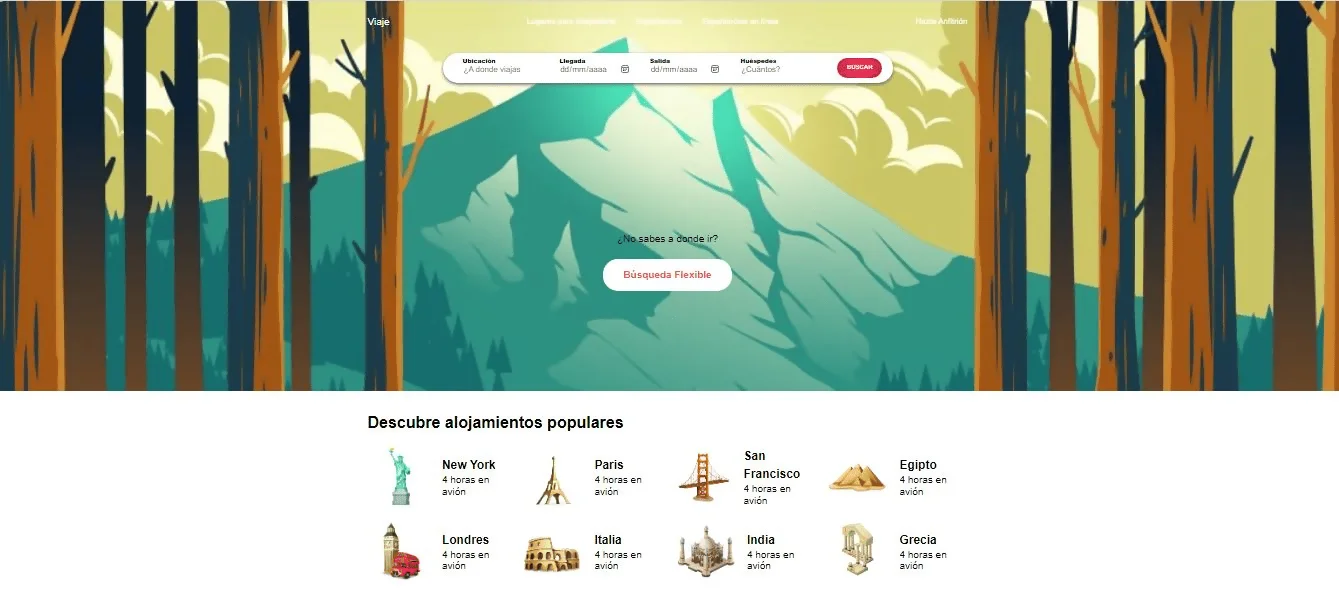 Viaje
Lugares para alojarse
Experiencias
Experiencias en línea
Hazte Anfitrión
Ubicación
¿A donde viajas
Llegada
dd/mm/aaaa
Salida
dd/mm/aaaa
Huéspedes
¿Cuántos?
BUSCAR
¿No sabes a donde ir?
Búsqueda Flexible
Descubre alojamientos populares
New York
4 horas en
avión
Paris
4 horas en
avión
San
Francisco
4 horas en
avión
Egipto
4 horas en
avión
Londres
4 horas en
avión
Italia
4 horas en
avión
India
4 horas en
avión
Grecia
4 horas en
avión